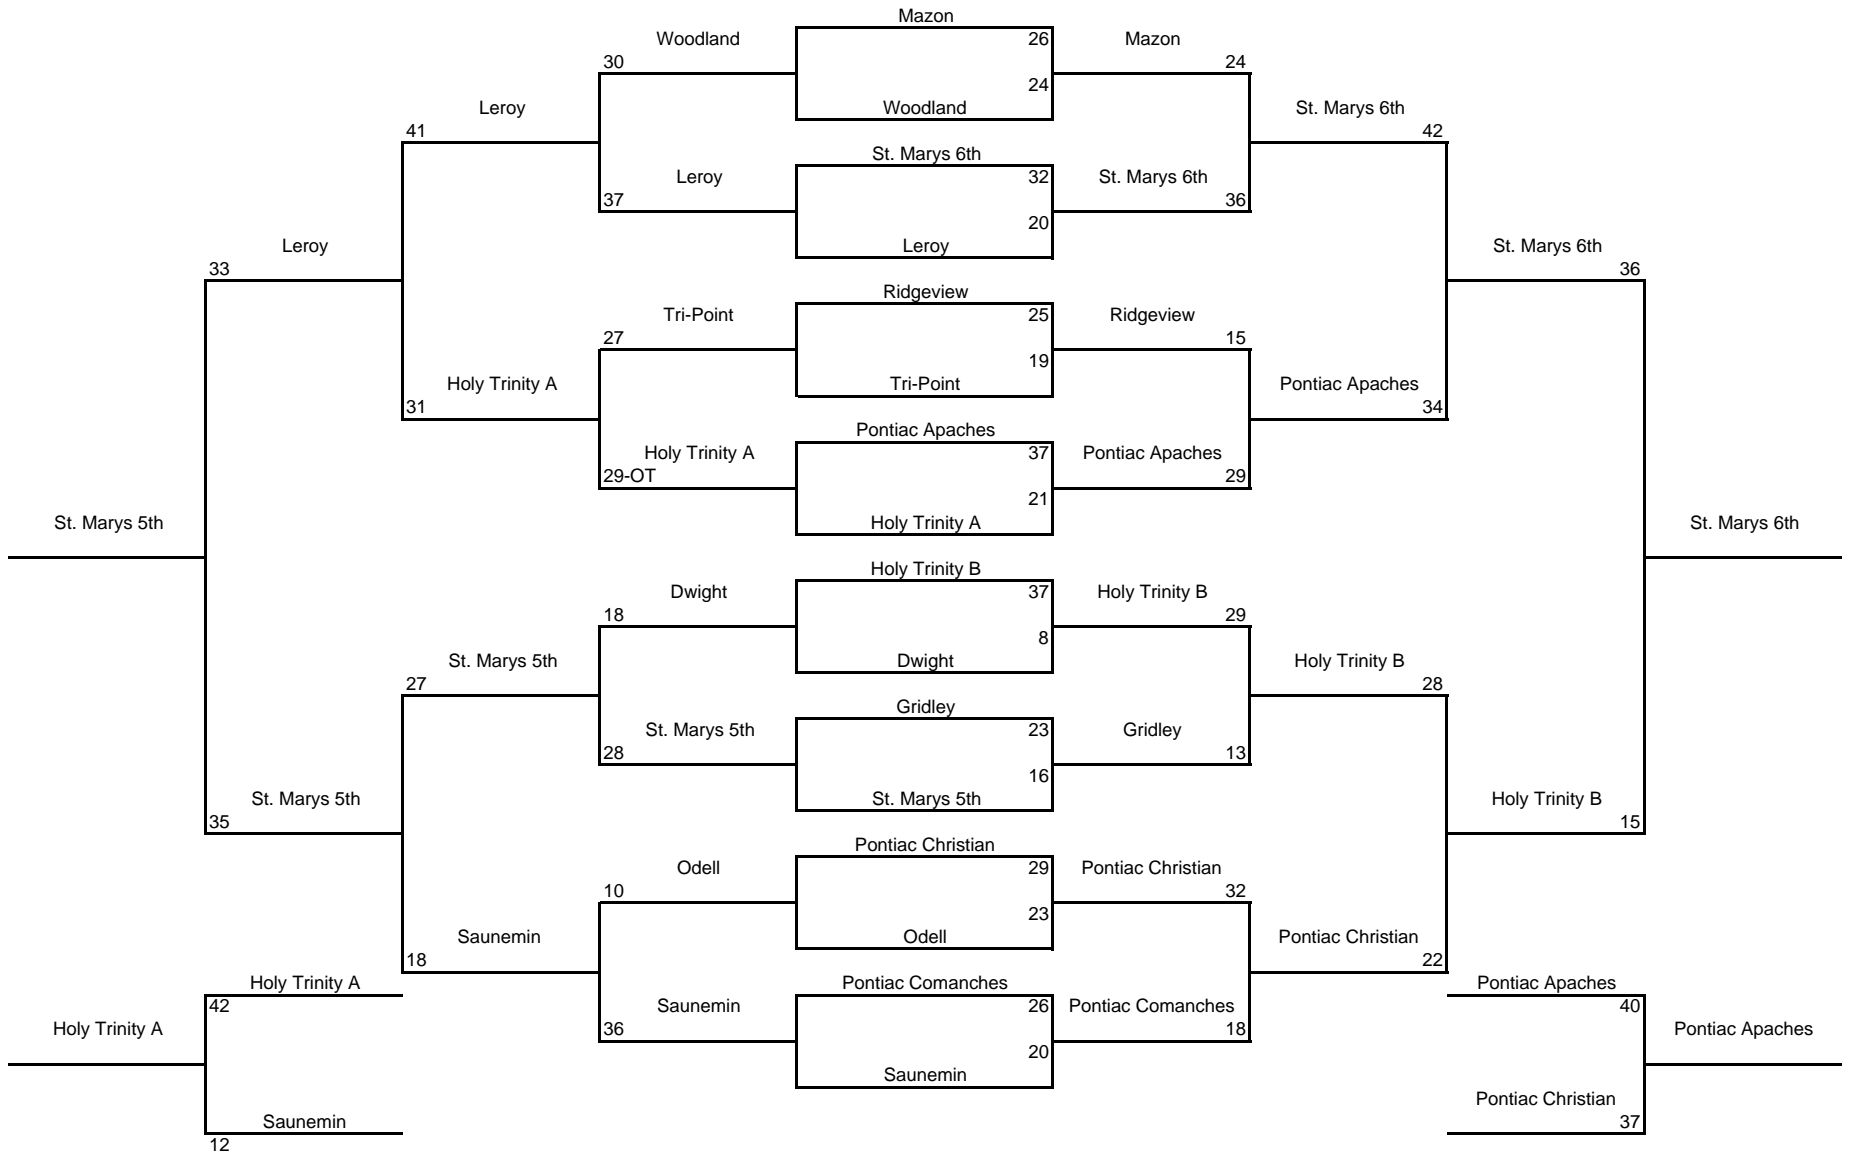 Mazon
Woodland 26 Mazon
30 24
24
Leroy Woodland St. Marys 6th
41 42
St. Marys 6th
Leroy 32 St. Marys 6th
37 36
20
Leroy Leroy St. Marys 6th
33 36
Ridgeview
Tri-Point 25 Ridgeview
27 15
19
Holy Trinity A Tri-Point Pontiac Apaches
31 34
Pontiac Apaches
Holy Trinity A 37 Pontiac Apaches
29-OT 29
21
St. Marys 5th Holy Trinity A St. Marys 6th
Holy Trinity B
Dwight 37 Holy Trinity B
18 29
8
St. Marys 5th Dwight Holy Trinity B
27 28
Gridley
St. Marys 5th 23 Gridley
28 13
16
St. Marys 5th St. Marys 5th Holy Trinity B
35 15
Pontiac Christian
Odell 29 Pontiac Christian
10 32
23
Saunemin Odell Pontiac Christian
18 22
Holy Trinity A Pontiac Comanches Pontiac Apaches
42 Saunemin 26 Pontiac Comanches 40
Holy Trinity A 36 18 Pontiac Apaches
20
Saunemin
Pontiac Christian
Saunemin 37
12